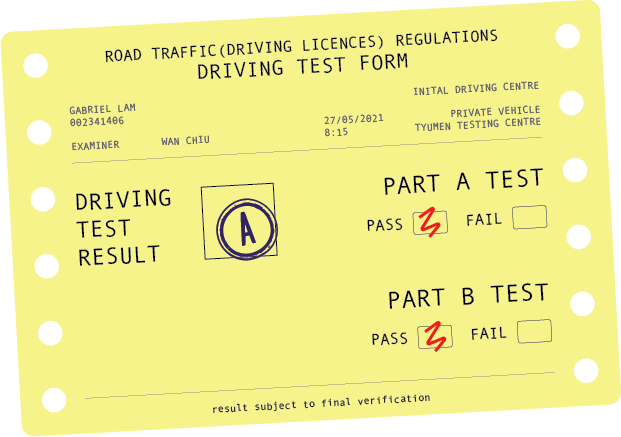 ROAD TRAFFIC(DRIVING LICENCES) REGULATIONS
DRIVING TEST FORM
INITAL DRIVING CENTRE
GABRIEL LAM
002341406
27/05/2021
8:15
PRIVATE VEHICLE
TYUMEN TESTING CENTRE
EXAMINER WAN CHIU
DRIVING
TEST
RESULT
A
PART A TEST
PASS FAIL
PART B TEST
PASS FAIL
result subject to final verification